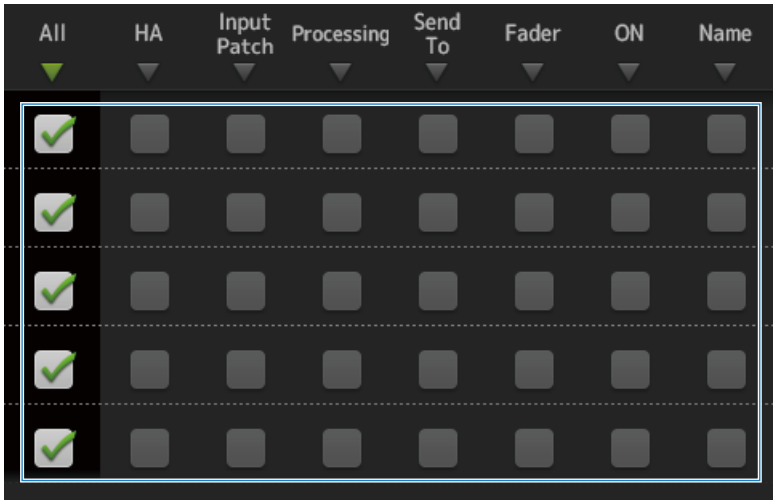 All
HA
Input
Patch
Processing
Send
To
Fader
ON
Name